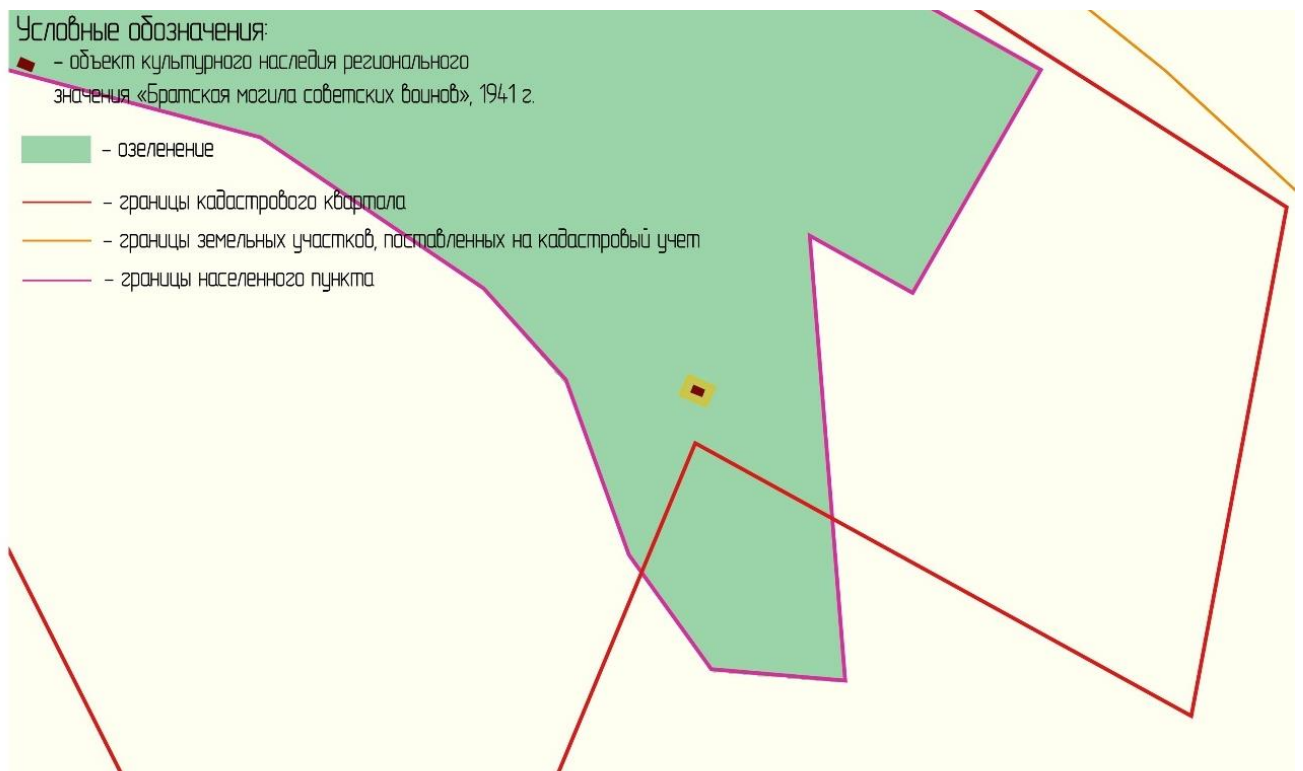 Условные обозначения:
– объект культурного наследия регионального
значения «Братская могила советских воинов», 1941 г.
– озеленение
– границы кадастрового квартала
– границы земельных участков, поставленных на кадастровый учет
– границы населенного пункта